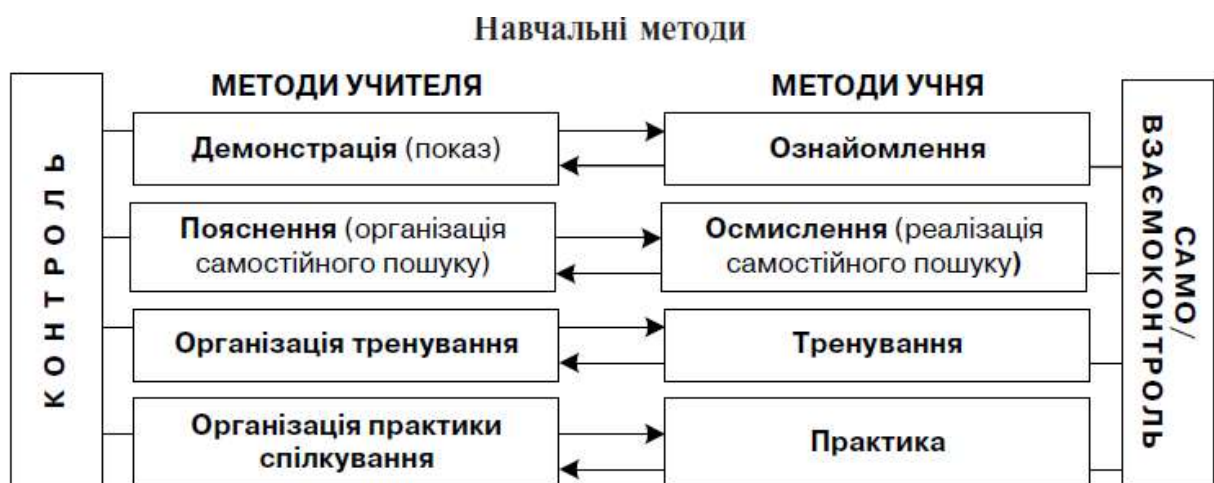 Навчальні методи
МЕТОДИ УЧИТЕЛЯ
МЕТОДИ УЧНЯ
КОНТРОЛЬ
Демонстрація (показ)
Ознайомлення
Пояснення (організація
самостійного пошуку)
Осмислення (реалізація
самостійного пошуку)
Організація тренування
Тренування
Організація практики
спілкування
Практика
САМО/
ВЗАЄМОКОНТРОЛЬ